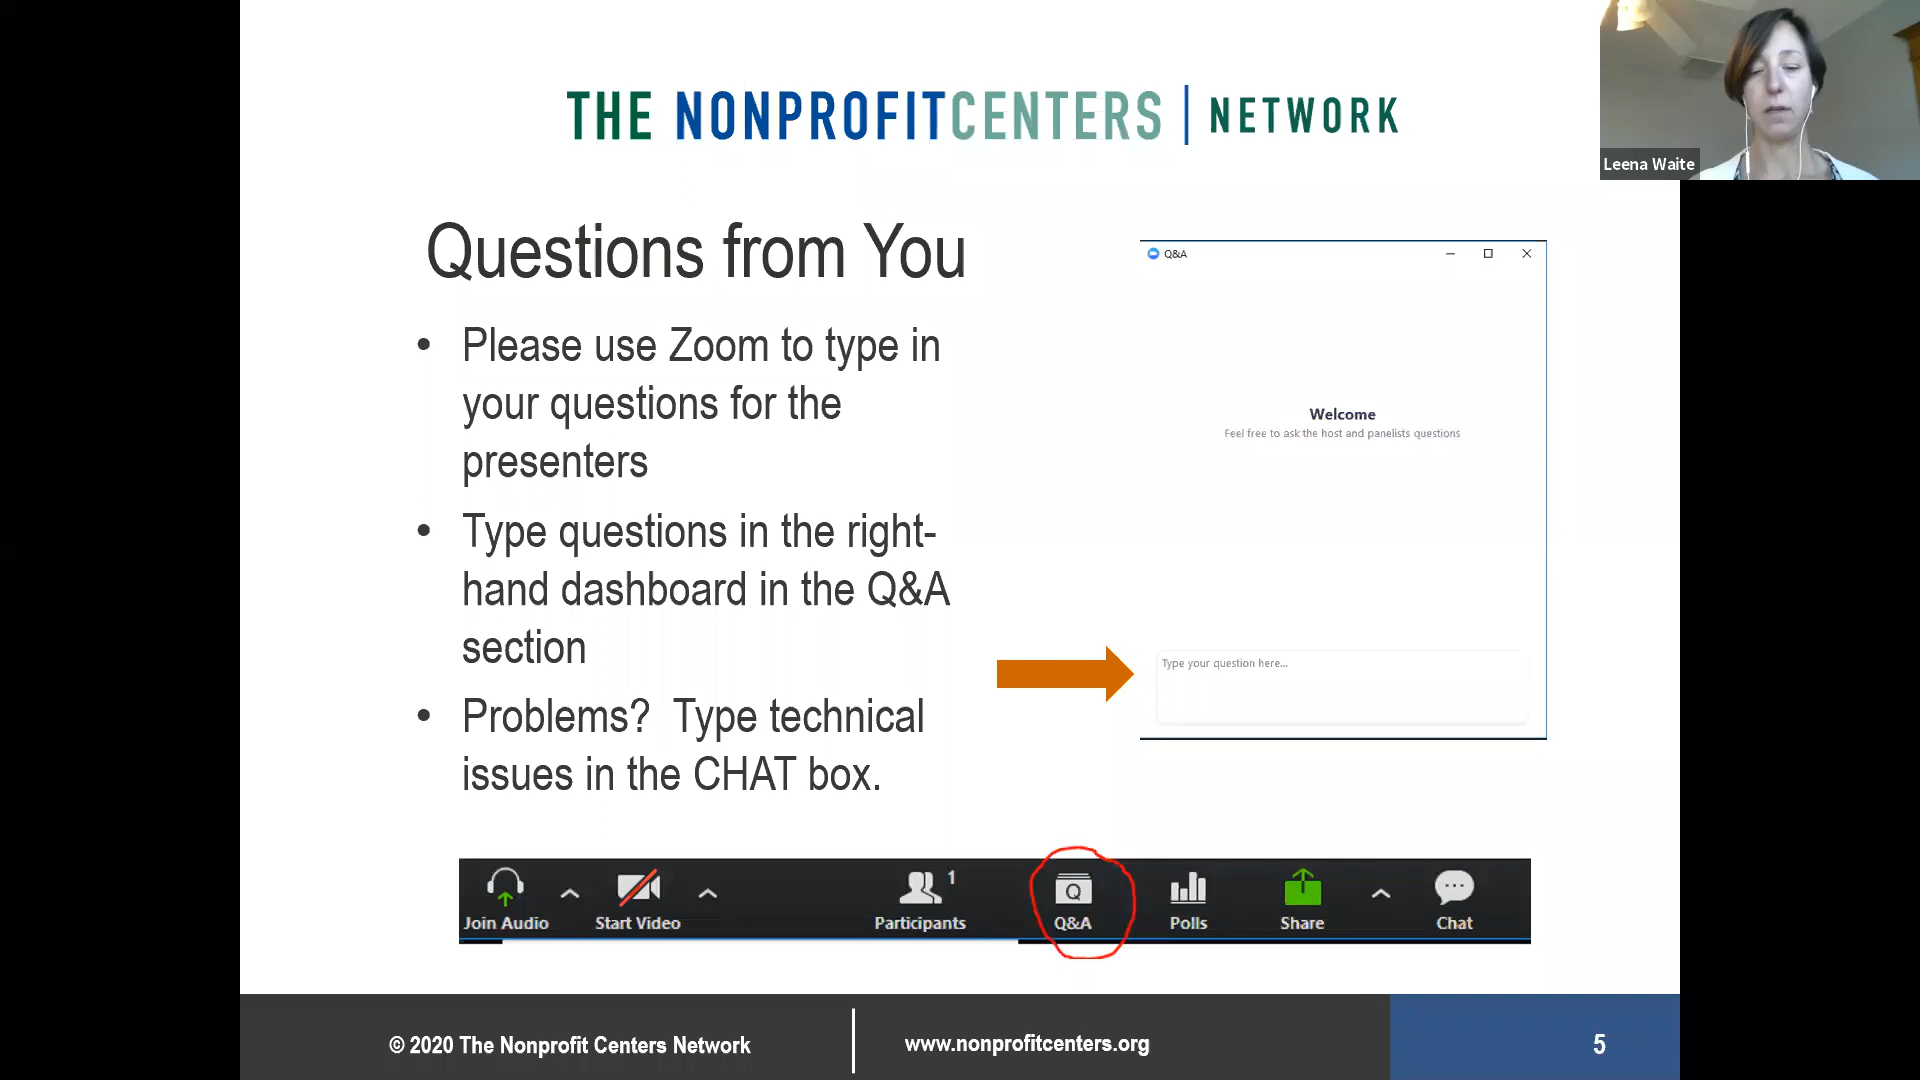 THE NONPROFITCENTERS | NETWORK
Leena Waite
Questions from You
• Please use Zoom to type in
your questions for the
presenters
• Type questions in the right-
hand dashboard in the Q&A
section
• Problems?  Type technical
issues in the CHAT box.
Q&A
Welcome
Feel free to ask the host and panelists questions
Type your question here...
Join Audio
Start Video
1
Participants
Q
Q&A
Polls
Share
Chat
© 2020 The Nonprofit Centers Network
www.nonprofitcenters.org
5